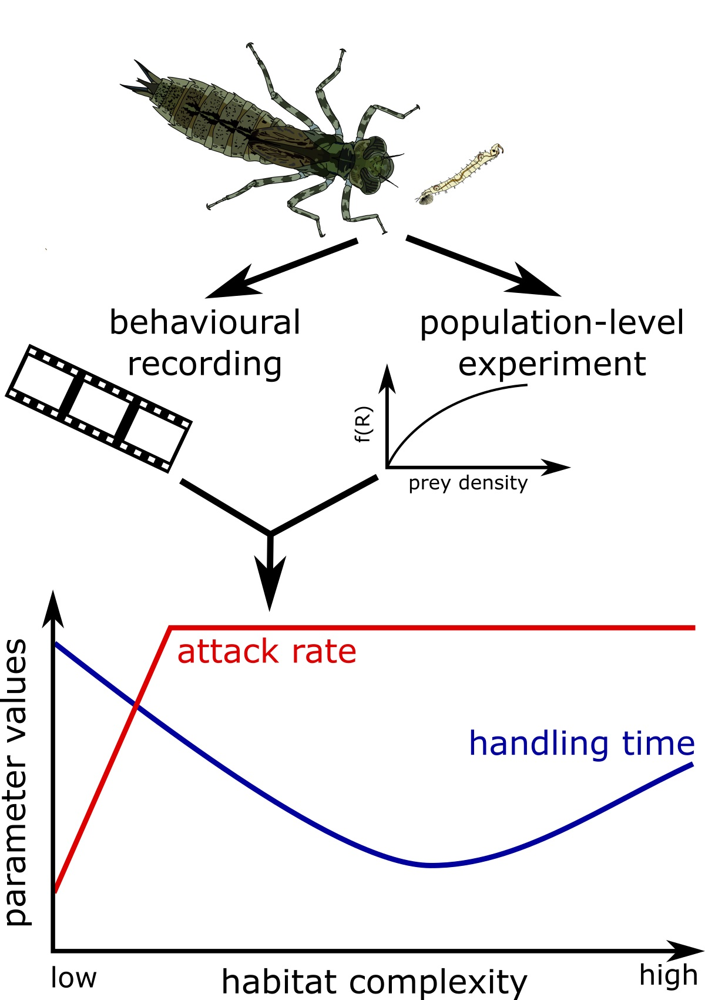 behavioural
recording
population-level
experiment
f(R)
prey density
parameter values
attack rate
handling time
low
habitat complexity
high